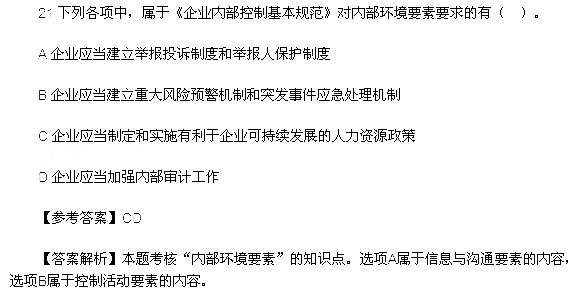 21 下列各项中，属于《企业内部控制基本规范》对内部环境要素要求的有（　）。
A 企业应当建立举报投诉制度和举报人保护制度
B 企业应当建立重大风险预警机制和突发事件应急处理机制
C 企业应当制定和实施有利于企业可持续发展的人力资源政策
D 企业应当加强内部审计工作
【参考答案】CD
【答案解析】本题考核“内部环境要素”的知识点。选项A属于信息与沟通要素的内容，
选项B属于控制活动要素的内容。